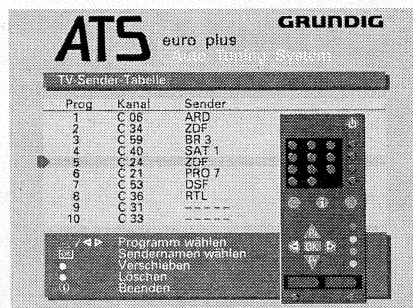 GRUNDIG
ATS euro plus
Auto Tuning System
TV-Sender-Tabelle
Prog Kanal Sender
1 C 06 ARD
2 C 34 ZDF
3 C 59 BR 3
4 C 40 SAT 1
5 C 24 ZDF
6 C 21 PRO 7
7 C 53 DSF
8 C 36 RTL
9 C 31 -----
10 C 33 -----
Programm wählen
OK Sendernamen wählen
Verschieben
Löschen
Beenden
P+
OK
P-